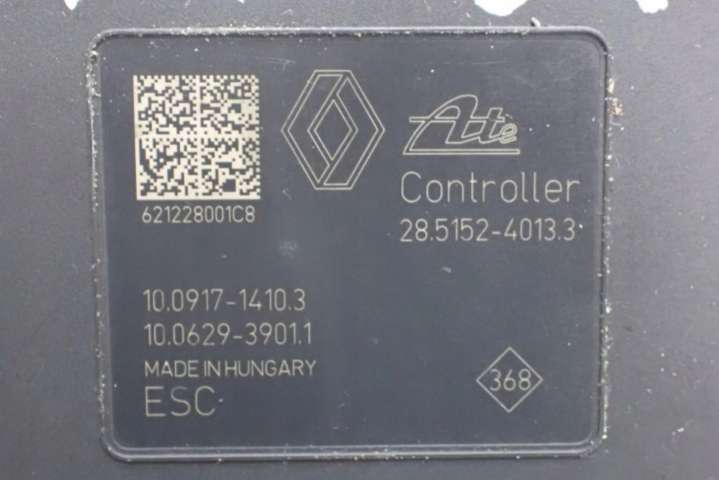 621228001C8
Ate
Controller
28.5152-4013.3
10.0917-1410.3
10.0629-3901.1
MADE IN HUNGARY
ESC
368